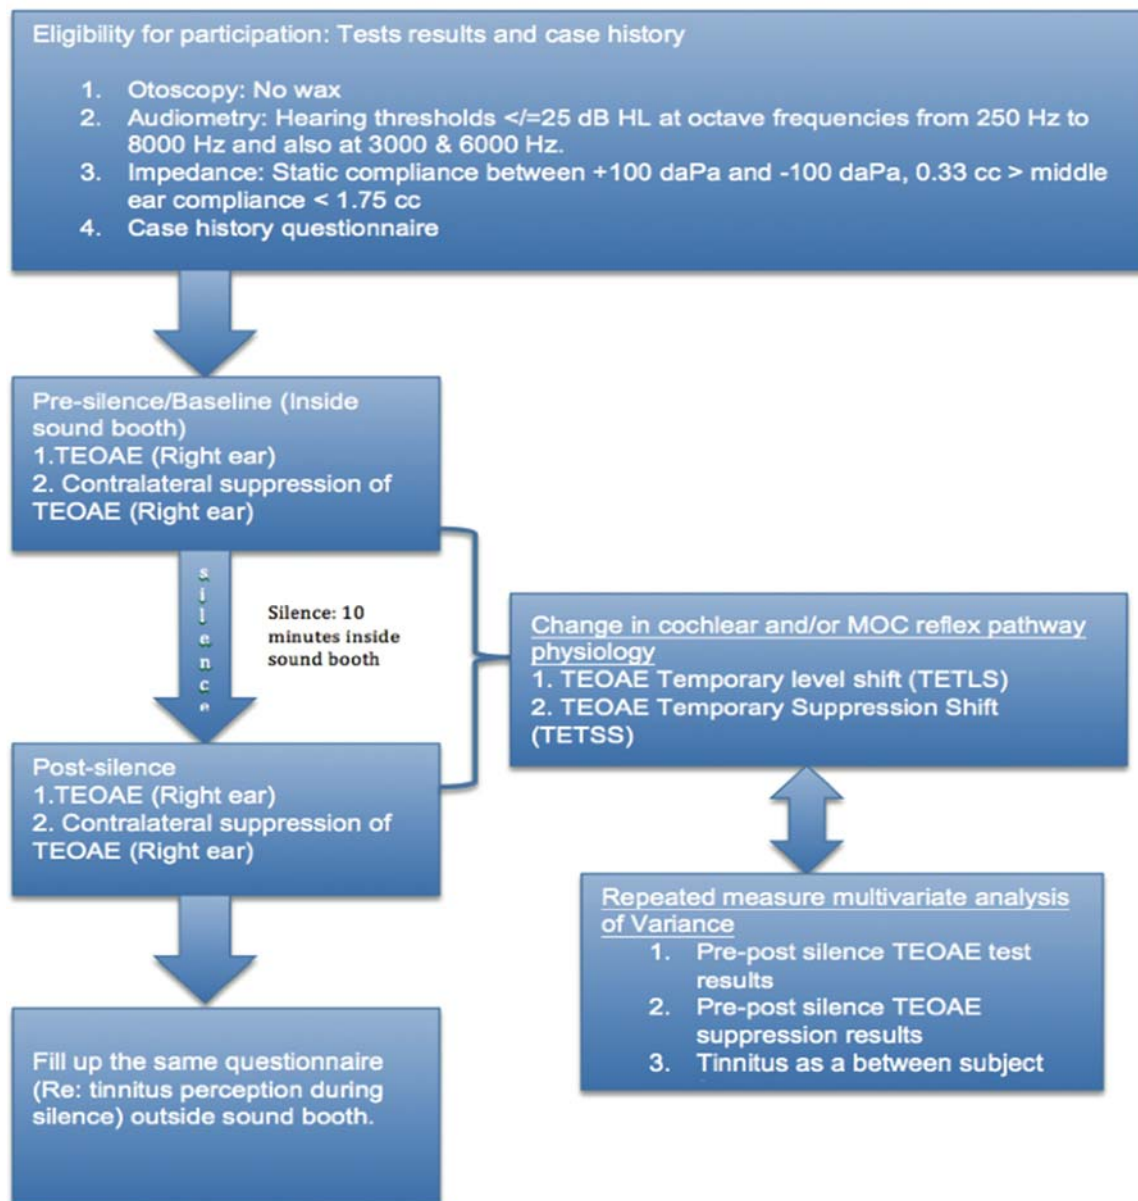 Eligibility for participation: Tests results and case history
1. Otoscopy: No wax
2. Audiometry: Hearing thresholds </=25 dB HL at octave frequencies from 250 Hz to
8000 Hz and also at 3000 & 6000 Hz.
3. Impedance: Static compliance between +100 daPa and -100 daPa, 0.33 cc > middle
ear compliance < 1.75 cc
4. Case history questionnaire
Pre-silence/Baseline (Inside
sound booth)
1.TEOAE (Right ear)
2. Contralateral suppression of
TEOAE (Right ear)
silence
Silence: 10
minutes inside
sound booth
Post-silence
1.TEOAE (Right ear)
2. Contralateral suppression of
TEOAE (Right ear)
Fill up the same questionnaire
(Re: tinnitus perception during
silence) outside sound booth.
Change in cochlear and/or MOC reflex pathway
physiology
1. TEOAE Temporary level shift (TETLS)
2. TEOAE Temporary Suppression Shift
(TETSS)
Repeated measure multivariate analysis
of Variance
1. Pre-post silence TEOAE test
results
2. Pre-post silence TEOAE
suppression results
3. Tinnitus as a between subject